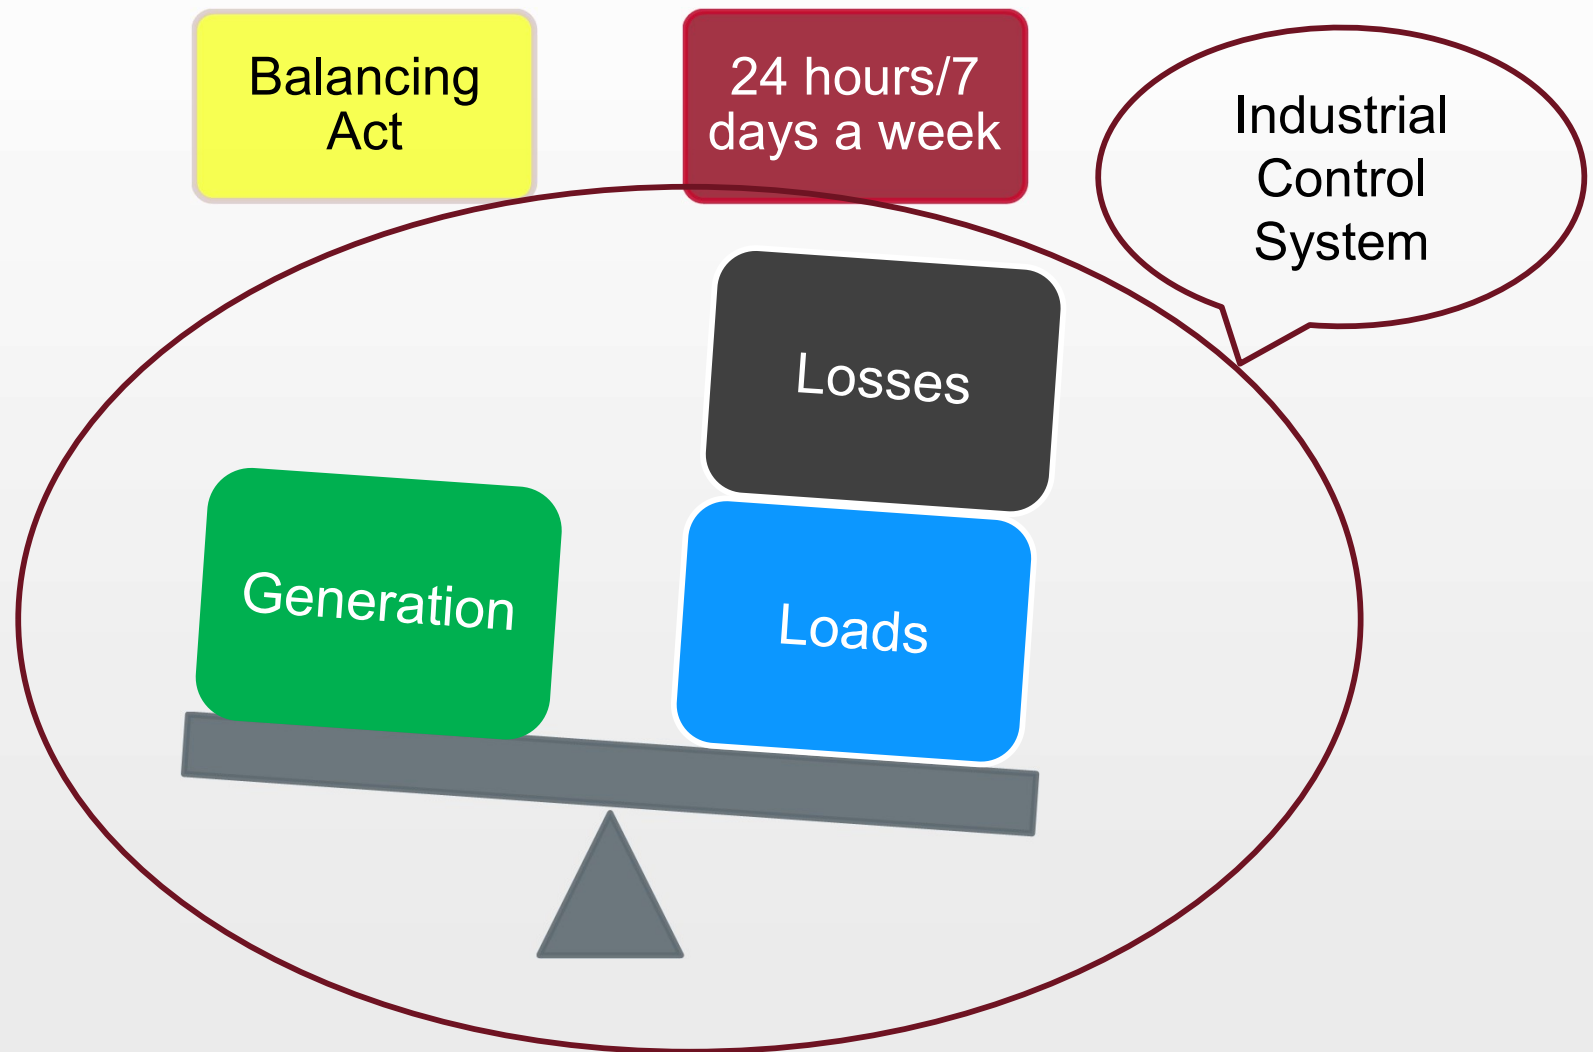 Balancing
Act
24 hours/7
days a week
Industrial
Control
System
Losses
Generation
Loads